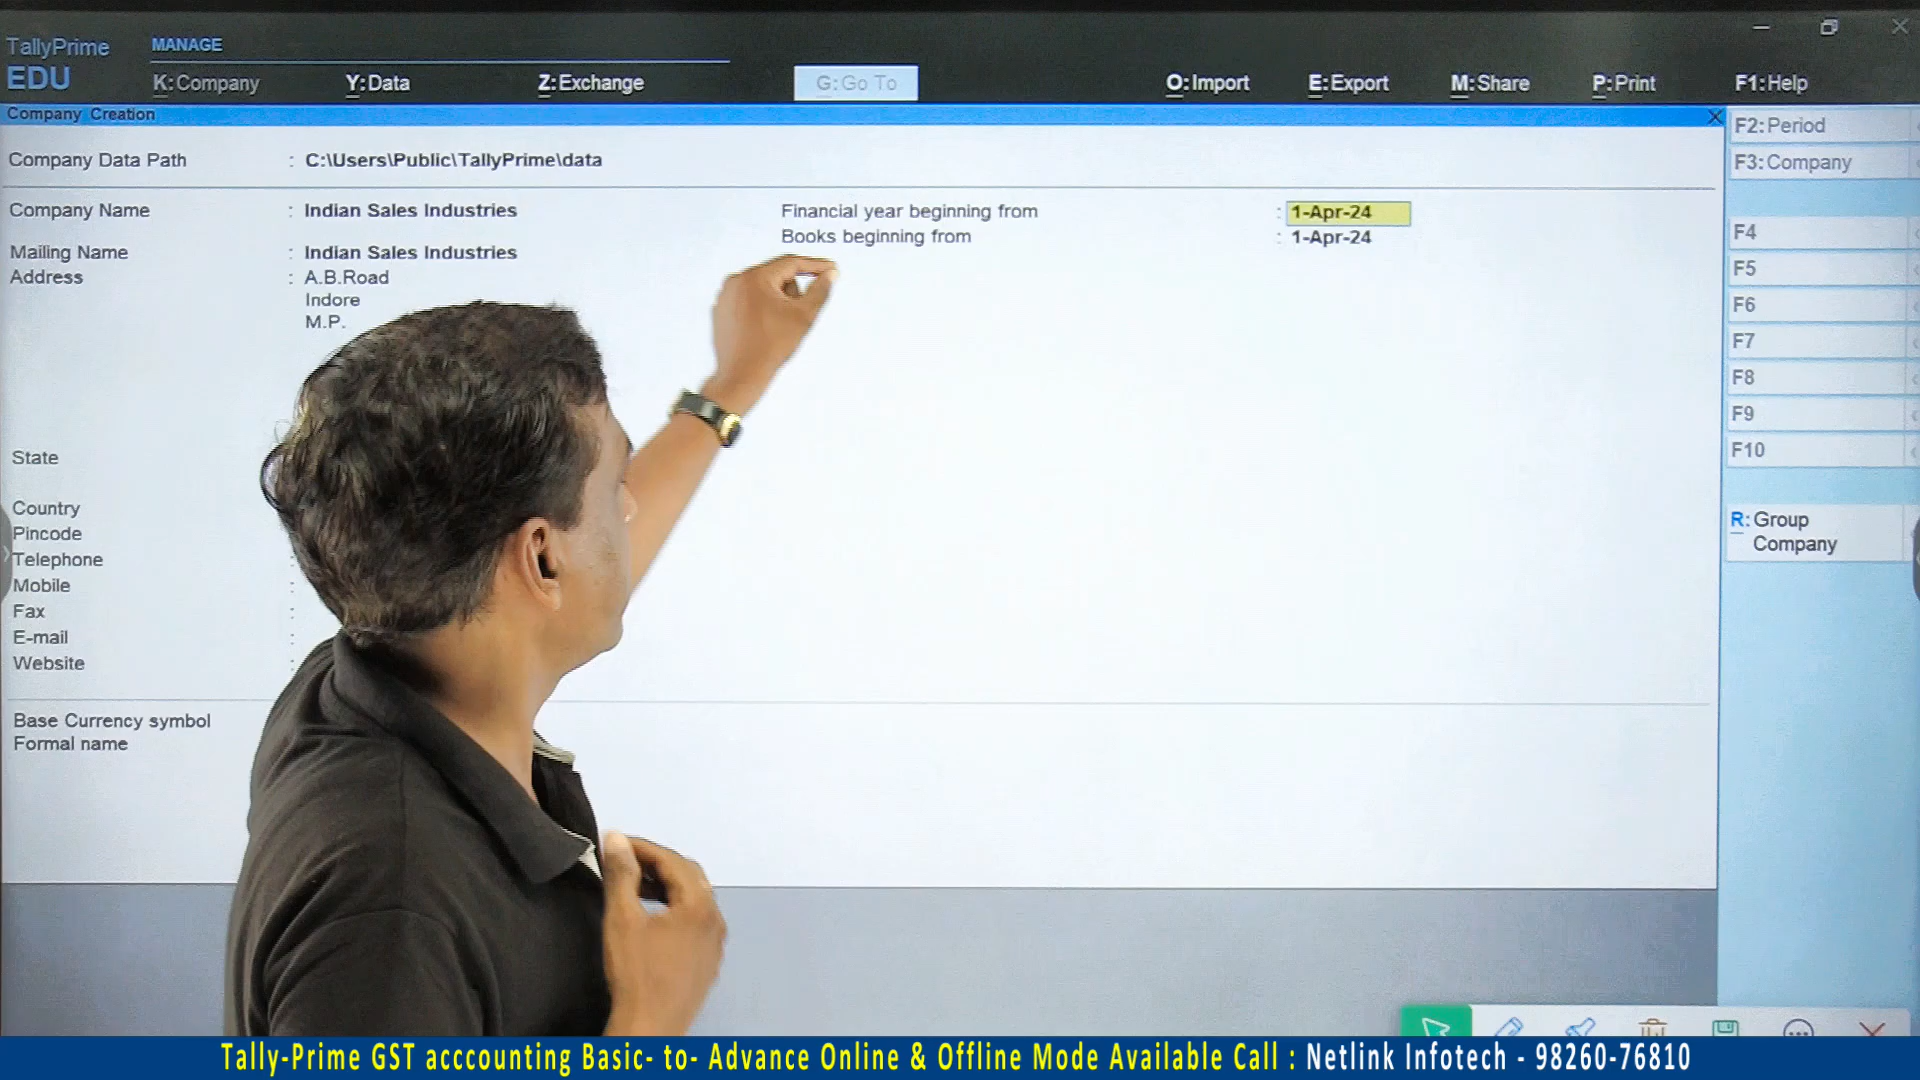 TallyPrime
EDU
MANAGE
K: Company
Y: Data
Z: Exchange
G: Go To
O: Import
E: Export
M: Share
P: Print
F1: Help
Company Creation
Company Data Path : C:\Users\Public\TallyPrime\data
Company Name : Indian Sales Industries
Mailing Name : Indian Sales Industries
Address : A.B.Road
Indore
M.P.
State
Country
Pincode
Telephone :
Mobile :
Fax :
E-mail :
Website :
Base Currency symbol
Formal name
Financial year beginning from : 1-Apr-24
Books beginning from : 1-Apr-24
F2: Period
F3: Company
F4
F5
F6
F7
F8
F9
F10
R: Group
Company
Tally-Prime GST acccounting Basic- to- Advance Online & Offline Mode Available Call : Netlink Infotech - 98260-76810